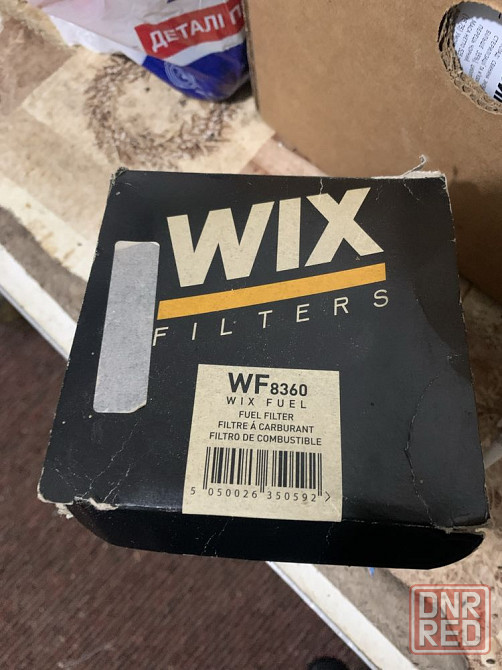 ДЕТАЛІ П
WIX
FILTERS
WF8360
WIX FUEL
FUEL FILTER
FILTRE À CARBURANT
FILTRO DE COMBUSTIBLE
5 050026 350592 >
DNR
RED